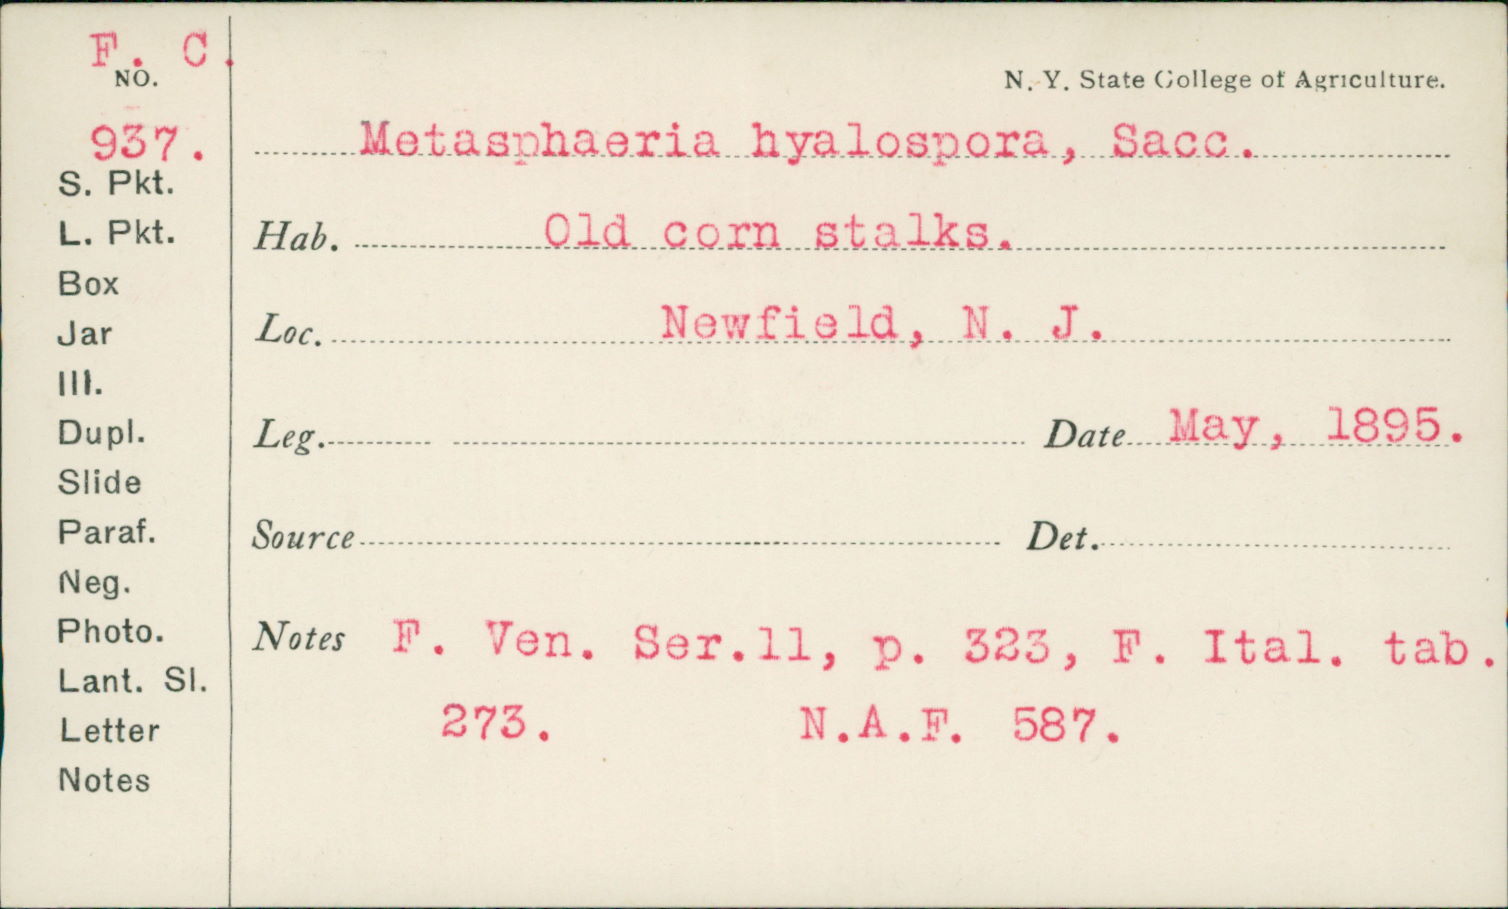 F. C.
NO.
937.
S. Pkt.
L. Pkt.
Box
Jar
Ill.
Dupl.
Slide
Paraf.
Neg.
Photo.
Lant. Sl.
Letter
Notes
N. Y. State College of Agriculture.
Metasphaeria hyalospora, Sacc.
Hab. Old corn stalks.
Loc. Newfield, N. J.
Leg. Date May, 1895.
Source Det.
Notes F. Ven. Ser.11, p. 323, F. Ital. tab.
273. N.A.F. 587.